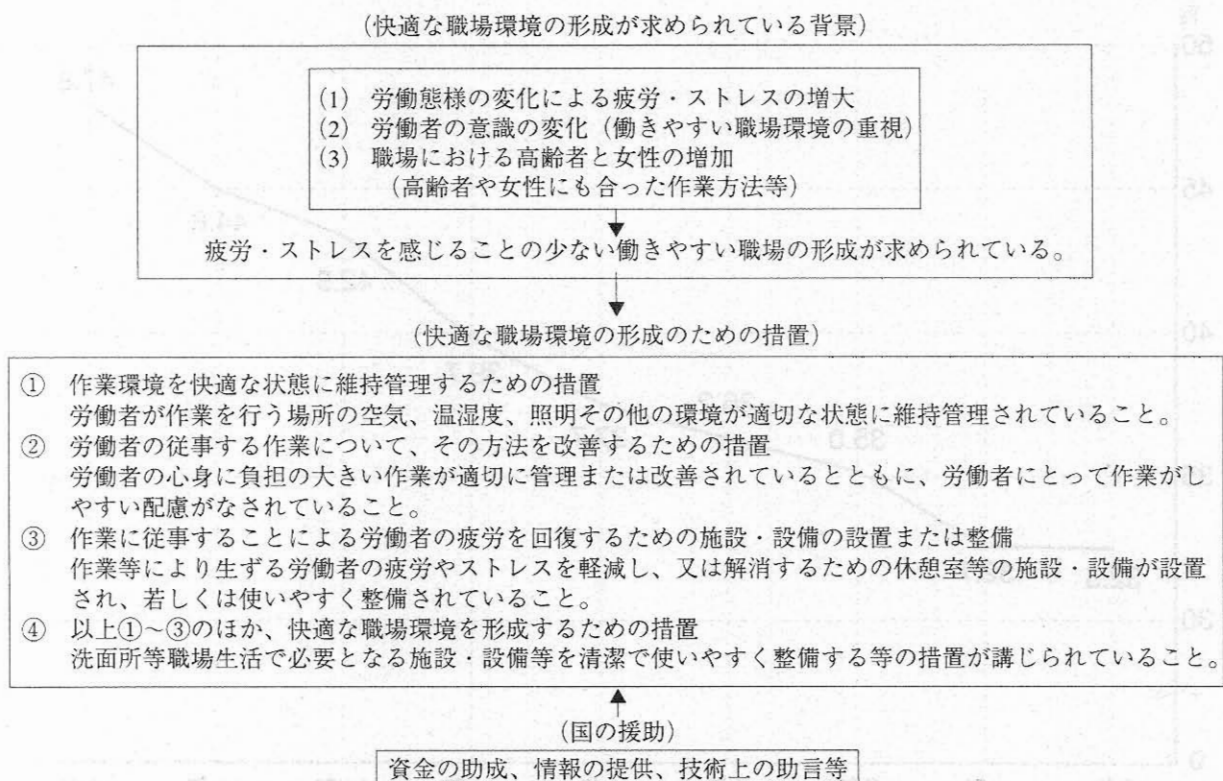 (快適な職場環境の形成が求められている背景)
(1) 労働態様の変化による疲労・ストレスの増大
(2) 労働者の意識の変化(働きやすい職場環境の重視)
(3) 職場における高齢者と女性の増加
(高齢者や女性にも合った作業方法等)
疲労・ストレスを感じることの少ない働きやすい職場の形成が求められている。
(快適な職場環境の形成のための措置)
① 作業環境を快適な状態に維持管理するための措置
労働者が作業を行う場所の空気、温湿度、照明その他の環境が適切な状態に維持管理されていること。
② 労働者の従事する作業について、その方法を改善するための措置
労働者の心身に負担の大きい作業が適切に管理または改善されているとともに、労働者にとって作業がし
やすい配慮がなされていること。
③ 作業に従事することによる労働者の疲労を回復するための施設・設備の設置または整備
作業等により生ずる労働者の疲労やストレスを軽減し、又は解消するための休憩室等の施設・設備が設置
され、若しくは使いやすく整備されていること。
④ 以上①~③のほか、快適な職場環境を形成するための措置
洗面所等職場生活で必要となる施設・設備等を清潔で使いやすく整備する等の措置が講じられていること。
(国の援助)
資金の助成、情報の提供、技術上の助言等